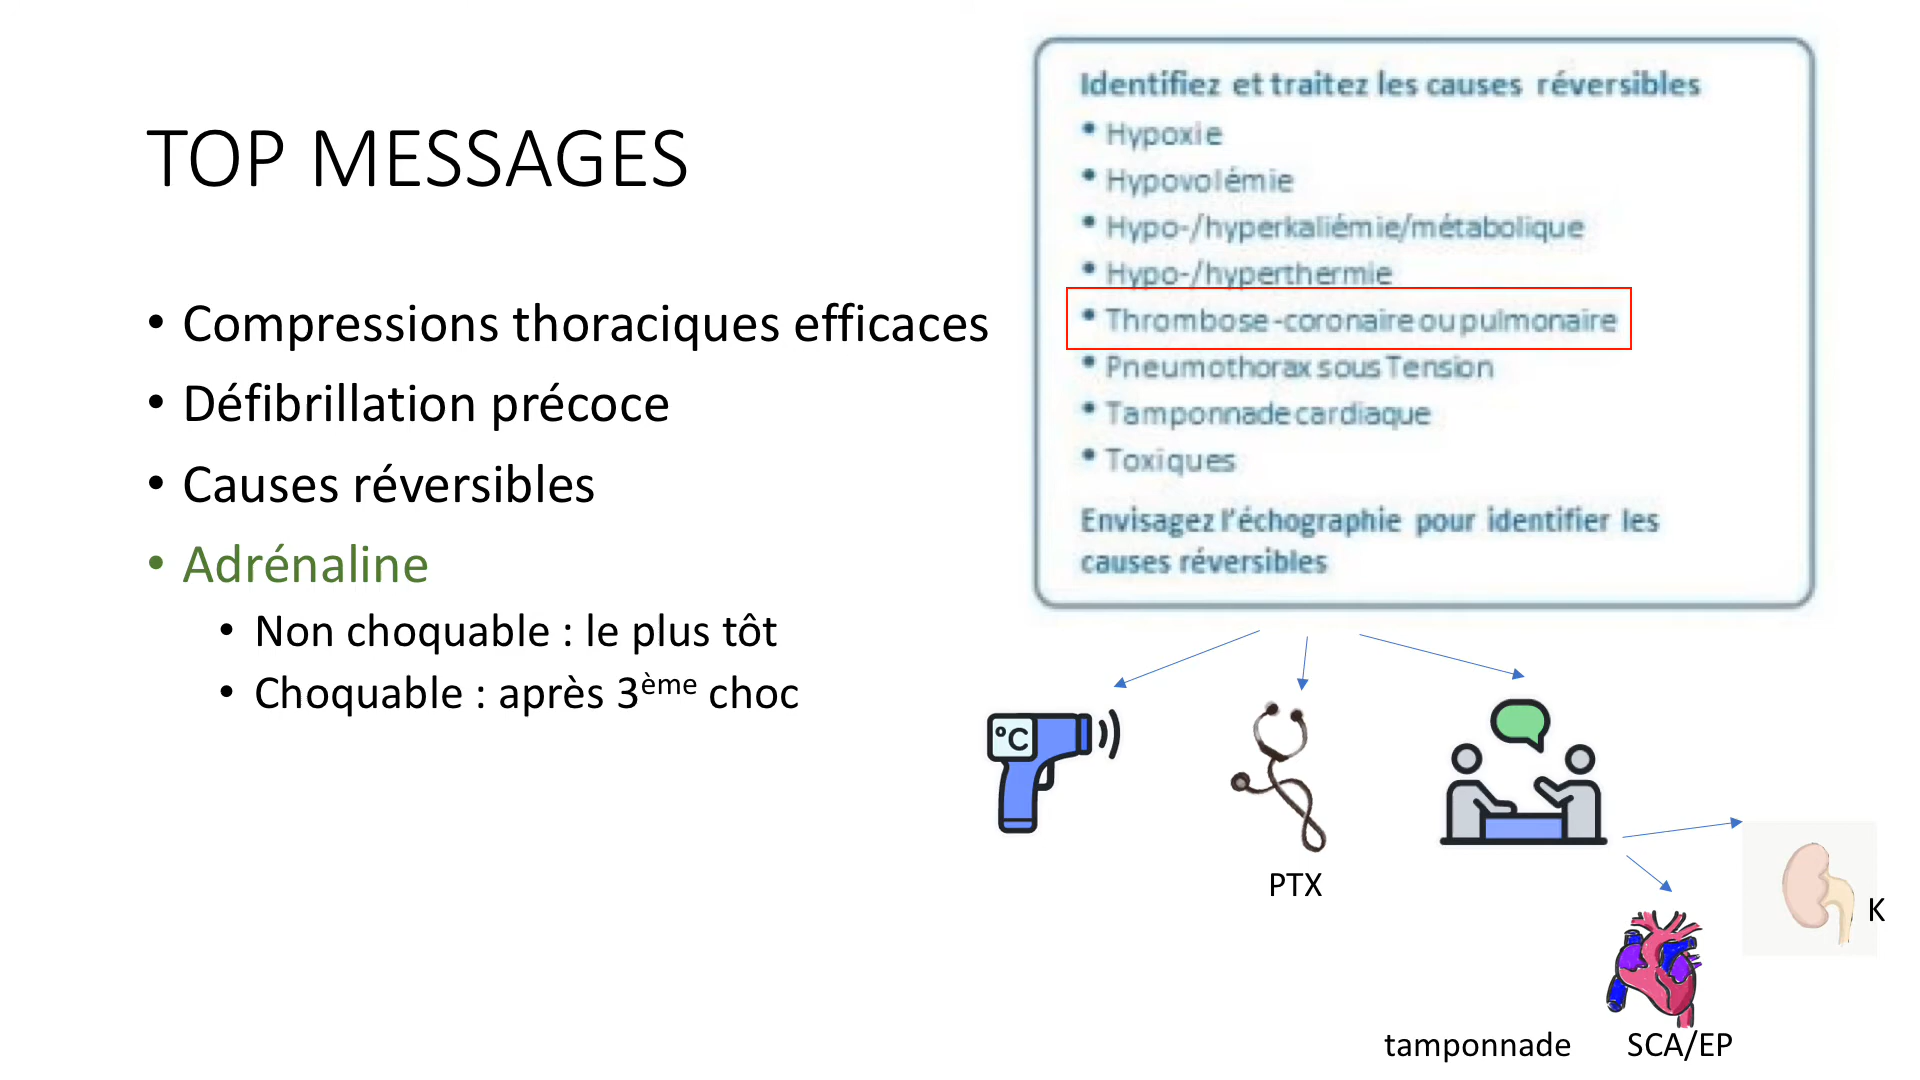 TOP MESSAGES
• Compressions thoraciques efficaces
• Défibrillation précoce
• Causes réversibles
• Adrénaline
• Non choquable : le plus tôt
• Choquable : après 3ème choc
Identifiez et traitez les causes réversibles
• Hypoxie
• Hypovolémie
• Hypo-/hyperkaliémie/métabolique
• Hypo-/hyperthermie
• Thrombose-coronaire ou pulmonaire
• Pneumothorax sous Tension
• Tamponnade cardiaque
• Toxiques
Envisagez l'échographie pour identifier les
causes réversibles
°C
PTX
K
tamponnade
SCA/EP